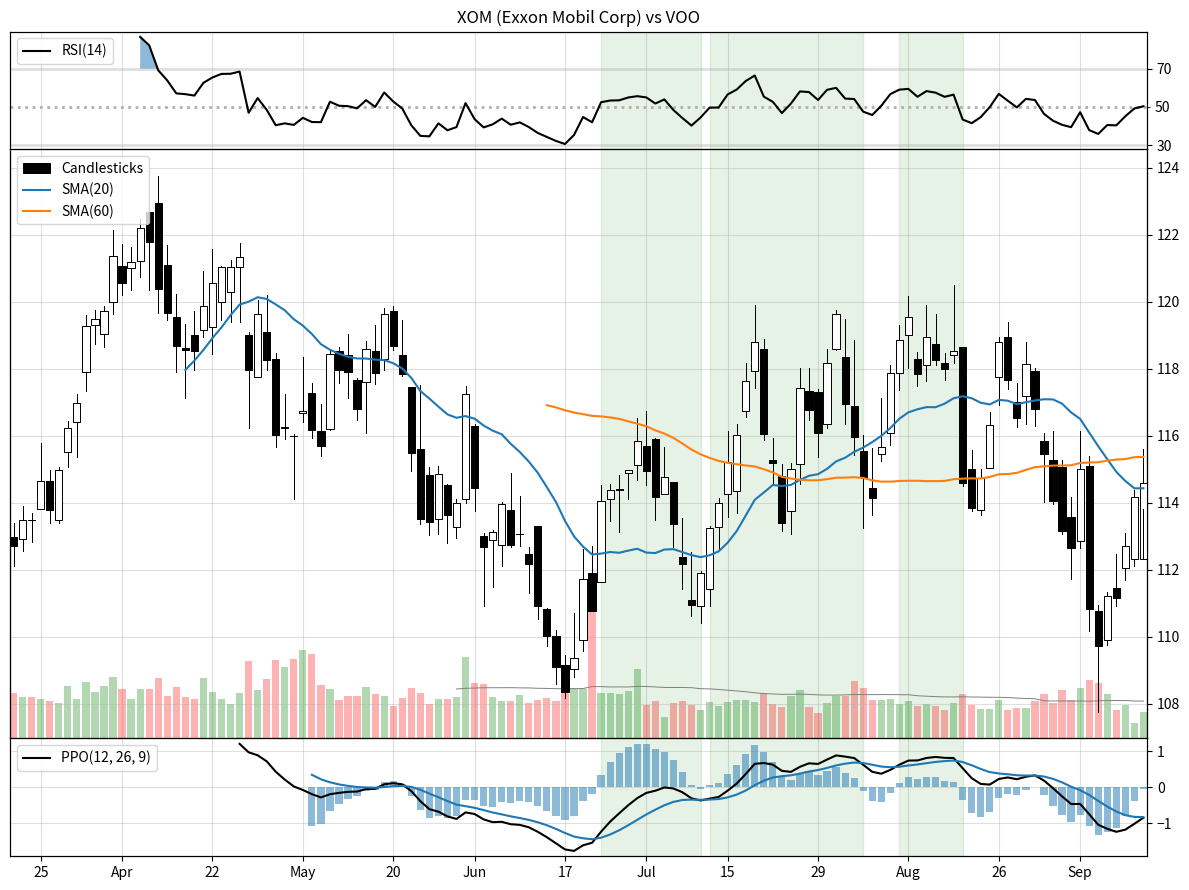 XOM (Exxon Mobil Corp) vs VOO
RSI(14)
70
50
30
Candlesticks
SMA(20)
SMA(60)
124
122
120
118
116
114
112
110
108
PPO(12, 26, 9)
1
0
−1
25 Apr 22 May 20 Jun 17 Jul 15 29 Aug 26 Sep